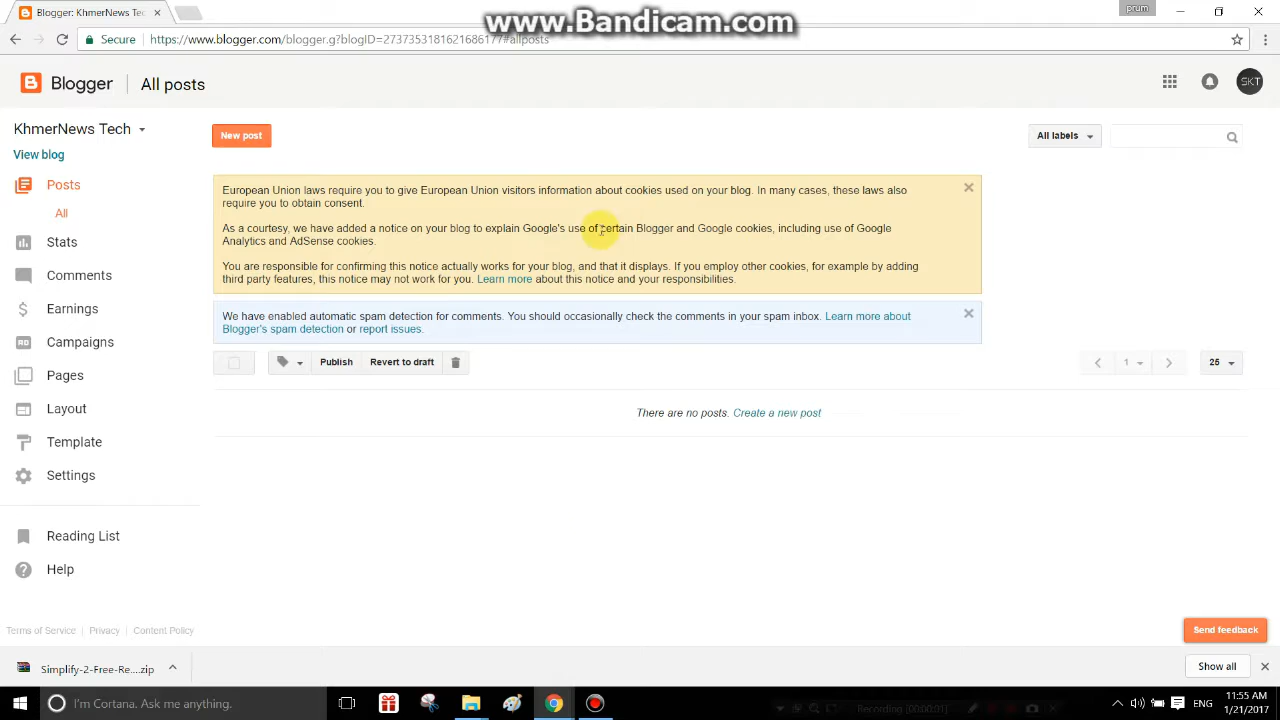 Blogger: KhmerNews Tec
prum
www.Bandicam.com
Secure
https://www.blogger.com/blogger.g?blogID=2737353181621686177#allposts
Blogger
All posts
SKT
KhmerNews Tech
New post
All labels
View blog
Posts
All
Stats
Comments
Earnings
Campaigns
Pages
Layout
Template
Settings
Reading List
Help
European Union laws require you to give European Union visitors information about cookies used on your blog. In many cases, these laws also
require you to obtain consent.
As a courtesy, we have added a notice on your blog to explain Google's use of certain Blogger and Google cookies, including use of Google
Analytics and AdSense cookies.
You are responsible for confirming this notice actually works for your blog, and that it displays. If you employ other cookies, for example by adding
third party features, this notice may not work for you. Learn more about this notice and your responsibilities.
We have enabled automatic spam detection for comments. You should occasionally check the comments in your spam inbox. Learn more about
Blogger's spam detection or report issues.
Publish
Revert to draft
1
25
There are no posts. Create a new post
Terms of Service | Privacy | Content Policy
Send feedback
Simplify-2-Free-Re....zip
Show all
I'm Cortana. Ask me anything.
Recording [00:00:01]
ENG
11:55 AM
1/21/2017